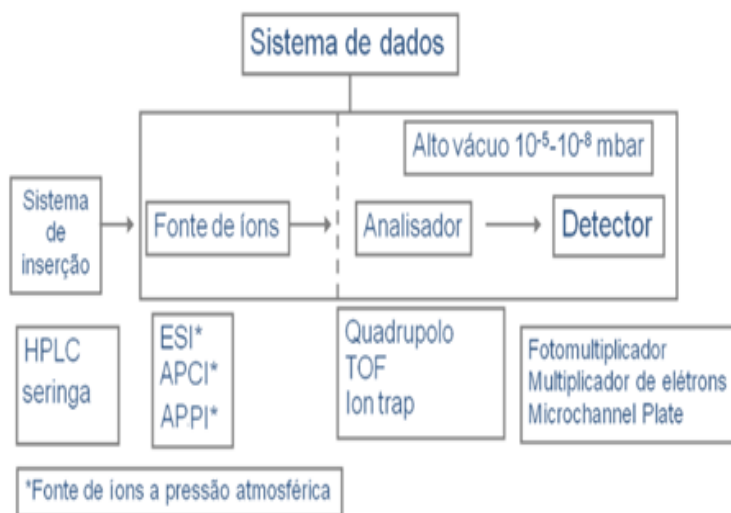 Sistema de dados
Alto vácuo 10⁻⁵-10⁻⁸ mbar
Sistema
de
inserção
Fonte de íons
Analisador
Detector
HPLC
seringa
ESI*
APCI*
APPI*
Quadrupolo
TOF
Ion trap
Fotomultiplicador
Multiplicador de elétrons
Microchannel Plate
*Fonte de íons a pressão atmosférica